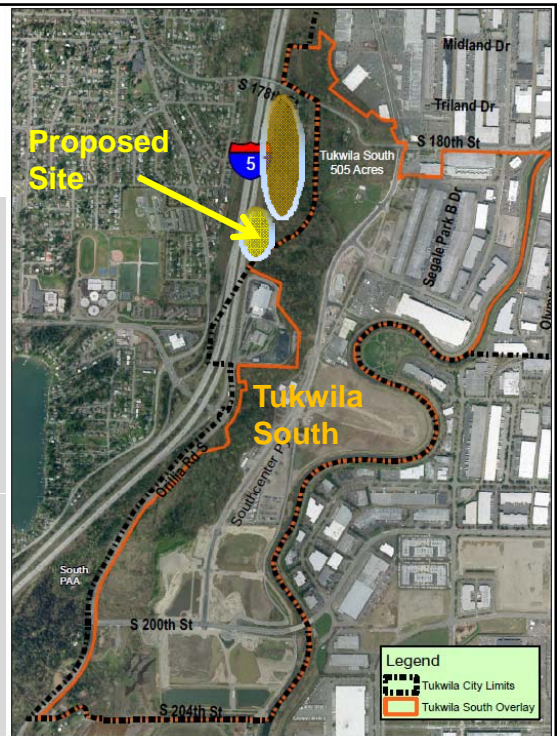 Midland Dr
S 178th
Triland Dr
Proposed
Site
S 180th St
5
Tukwila South
505 Acres
Segale Park B Dr
Tukwila
South
Orillia Rd S
Southcenter P
South
PAA
S 200th St
Legend
Tukwila City Limits
Tukwila South Overlay
S 204th St